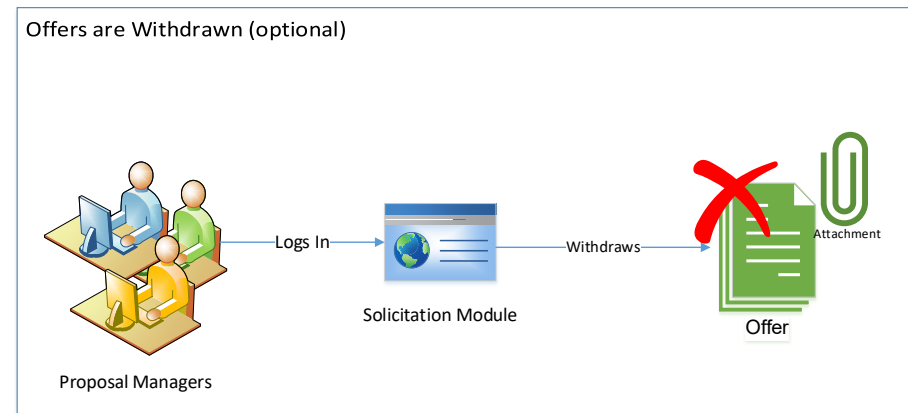 Offers are Withdrawn (optional)
Logs In
Withdraws
Attachment
Solicitation Module
Offer
Proposal Managers